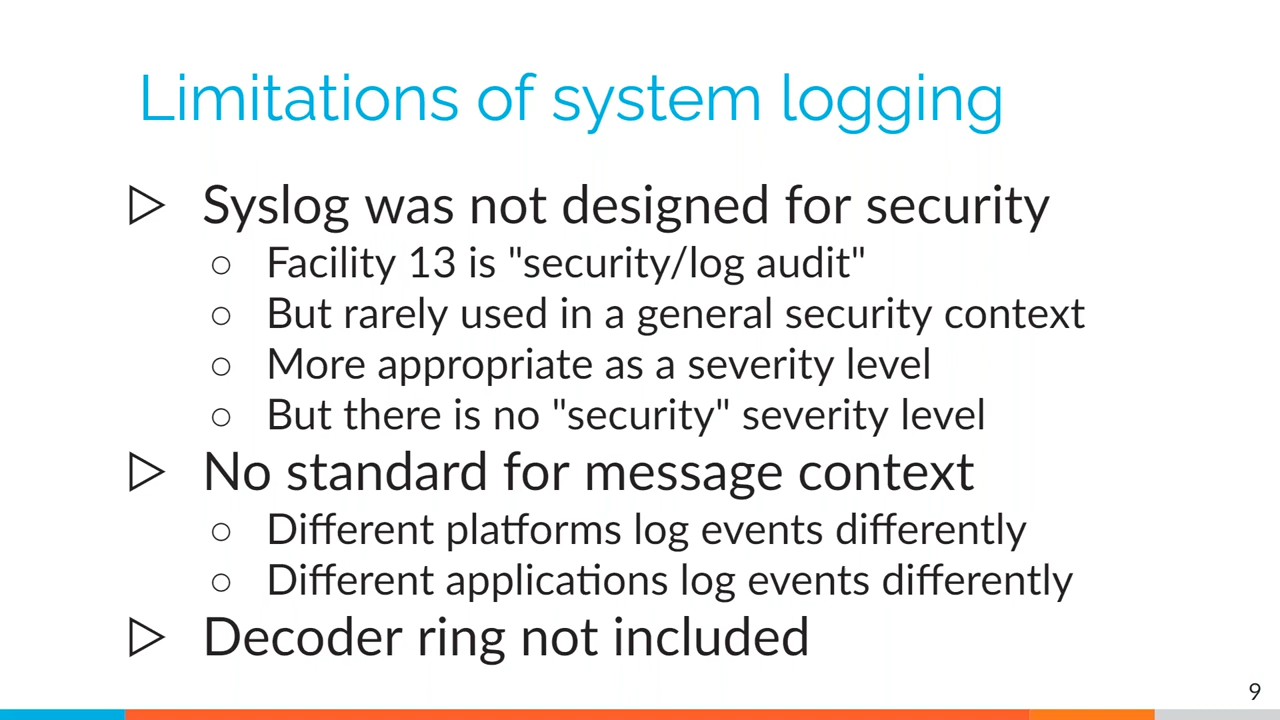 Limitations of system logging
▷ Syslog was not designed for security
○ Facility 13 is "security/log audit"
○ But rarely used in a general security context
○ More appropriate as a severity level
○ But there is no "security" severity level
▷ No standard for message context
○ Different platforms log events differently
○ Different applications log events differently
▷ Decoder ring not included
9